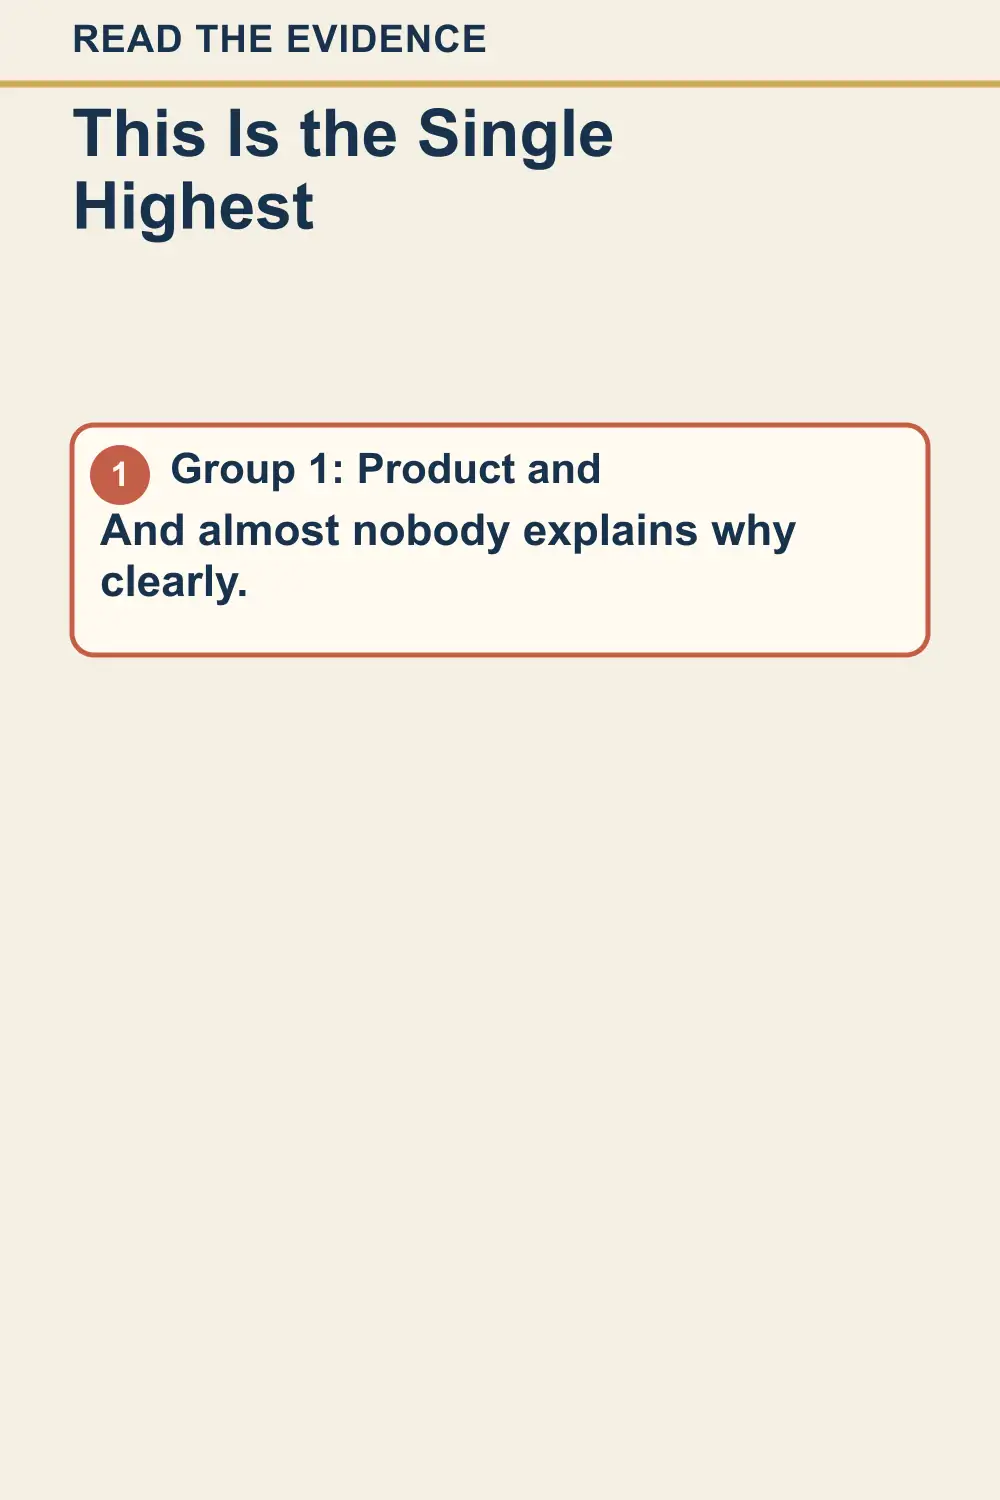 READ THE EVIDENCE
This Is the Single
Highest
1 Group 1: Product and
And almost nobody explains why
clearly.